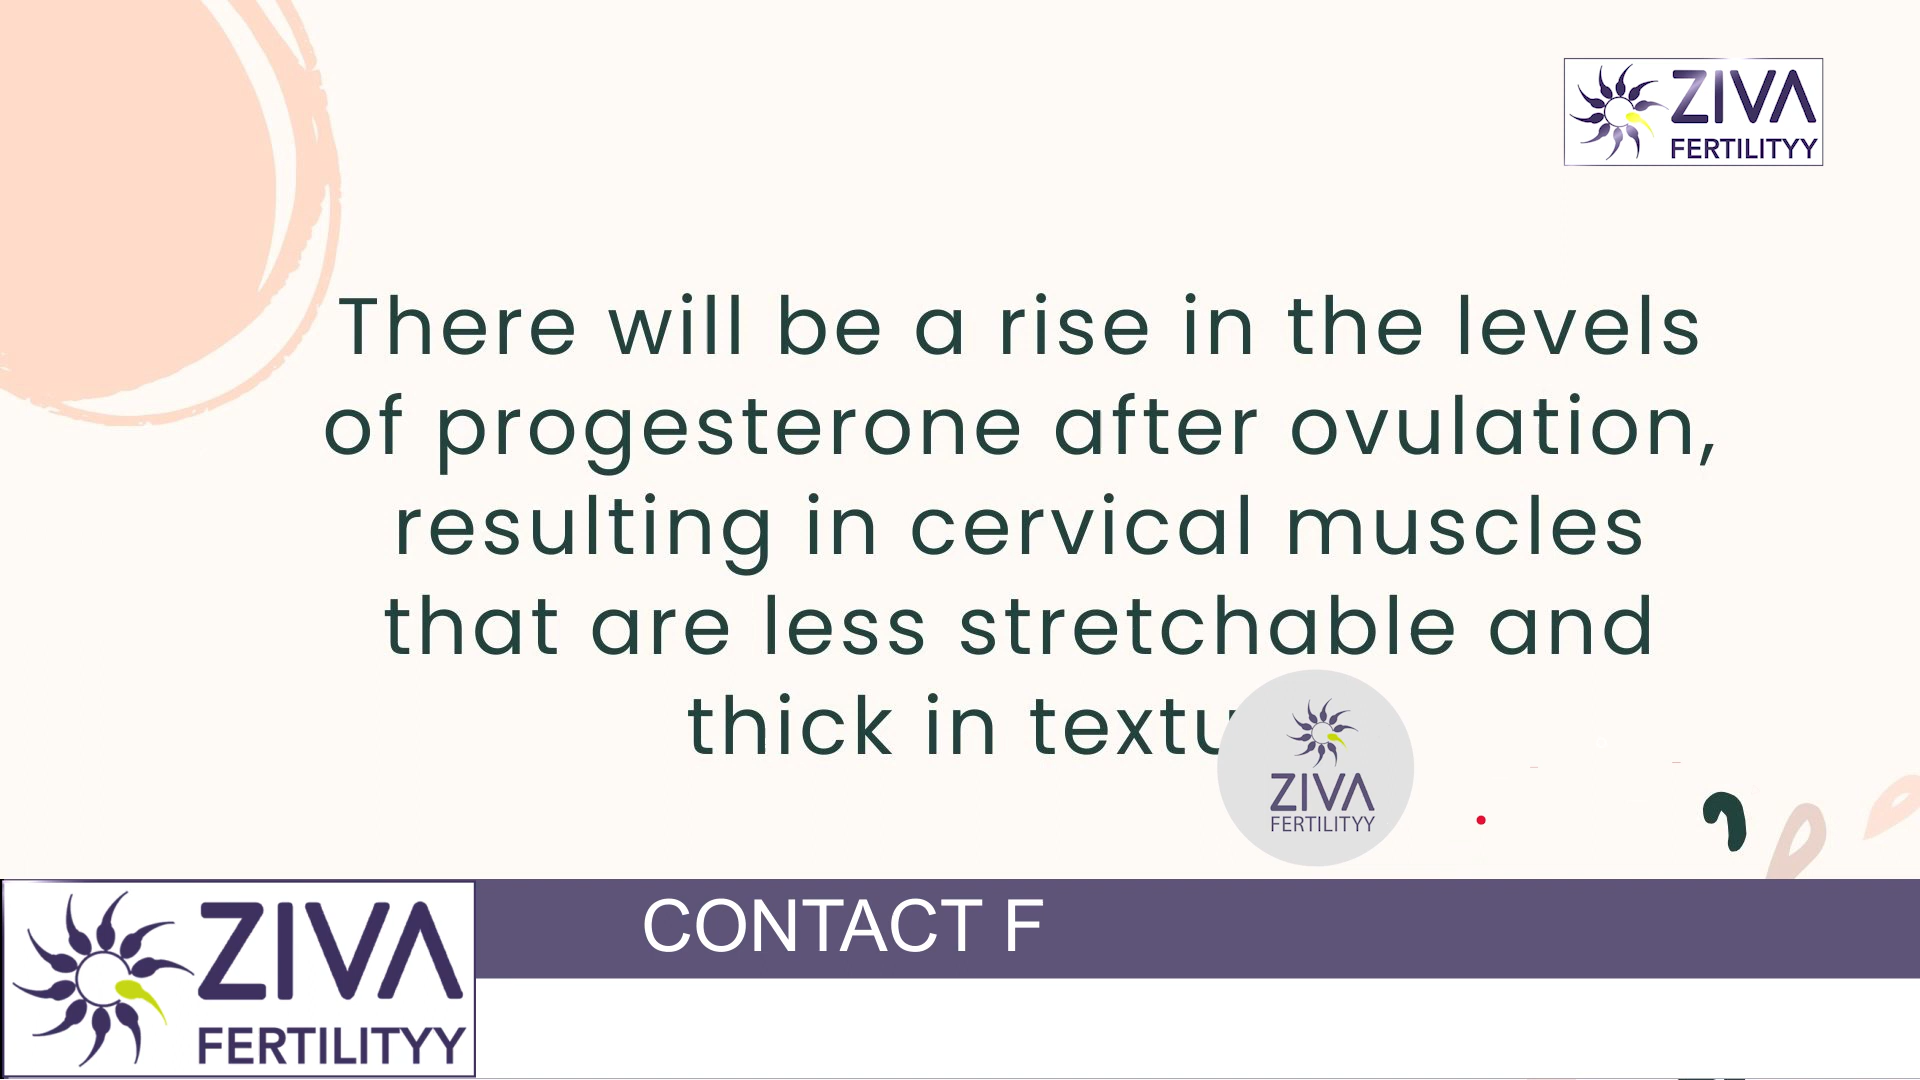 ZIVA
FERTILITYY
There will be a rise in the levels
of progesterone after ovulation,
resulting in cervical muscles
that are less stretchable and
thick in textu
ZIVA
FERTILITYY
CONTACT F
ZIVA
FERTILITYY